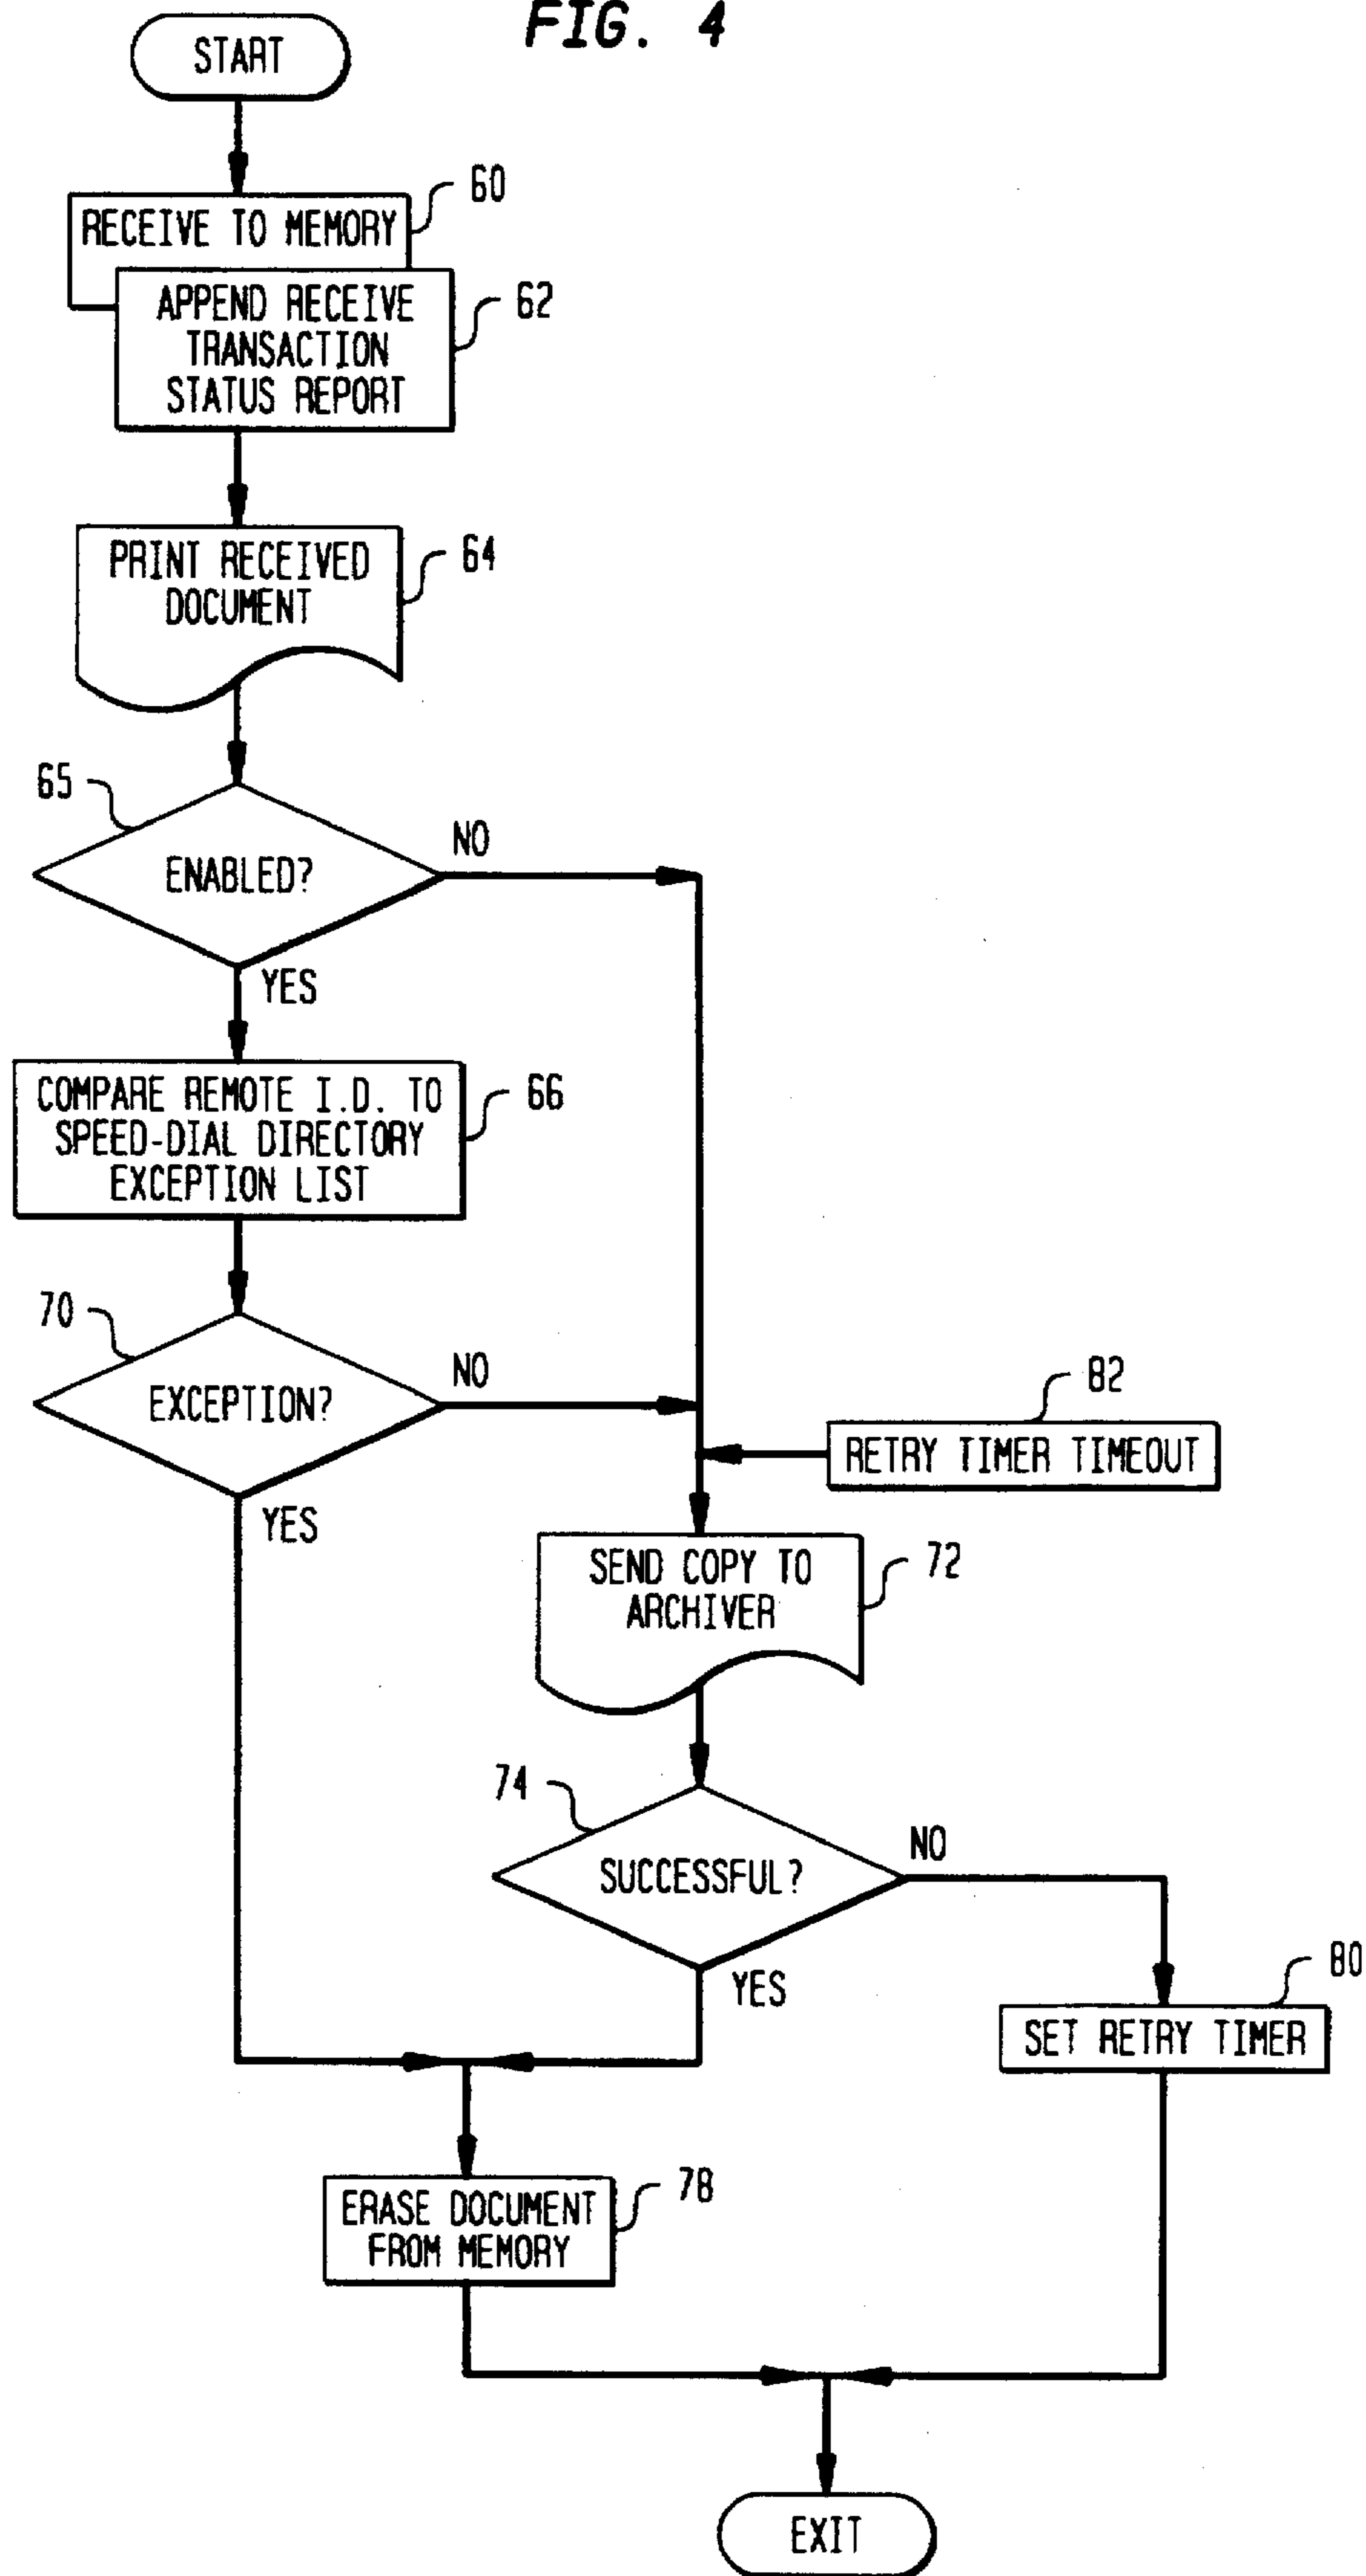 FIG. 4
START
60
RECEIVE TO MEMORY
62
APPEND RECEIVE
TRANSACTION
STATUS REPORT
64
PRINT RECEIVED
DOCUMENT
65
ENABLED?
NO
YES
66
COMPARE REMOTE I.D. TO
SPEED-DIAL DIRECTORY
EXCEPTION LIST
70
EXCEPTION?
NO
YES
82
RETRY TIMER TIMEOUT
72
SEND COPY TO
ARCHIVER
74
SUCCESSFUL?
NO
YES
80
SET RETRY TIMER
78
ERASE DOCUMENT
FROM MEMORY
EXIT